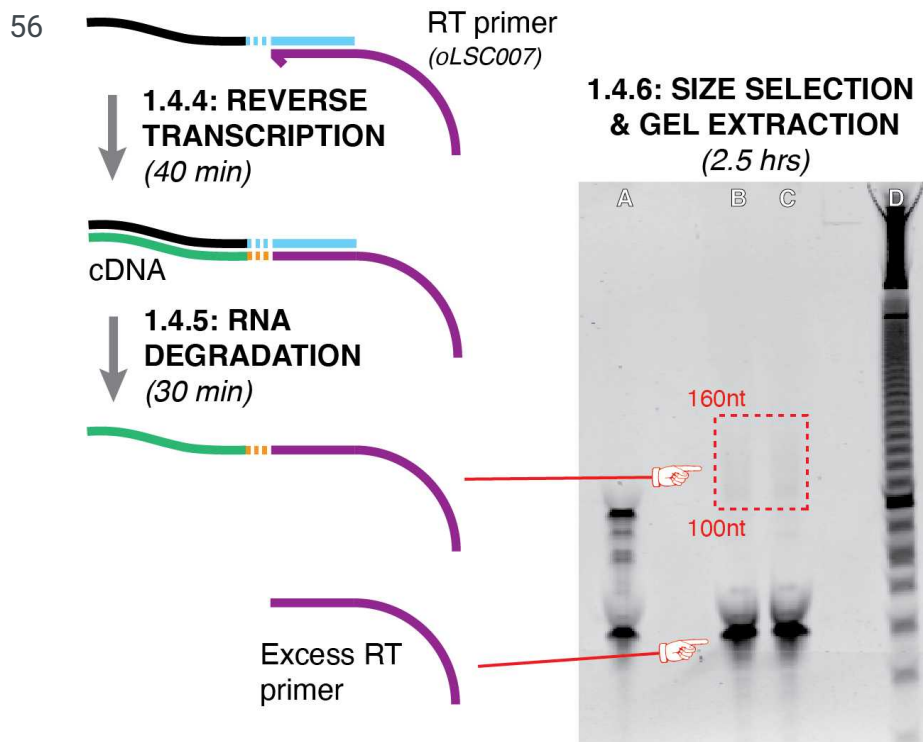 56
RT primer
(oLSC007)
1.4.4: REVERSE
TRANSCRIPTION
(40 min)
cDNA
1.4.5: RNA
DEGRADATION
(30 min)
Excess RT
primer
1.4.6: SIZE SELECTION
& GEL EXTRACTION
(2.5 hrs)
A B C D
160nt
100nt